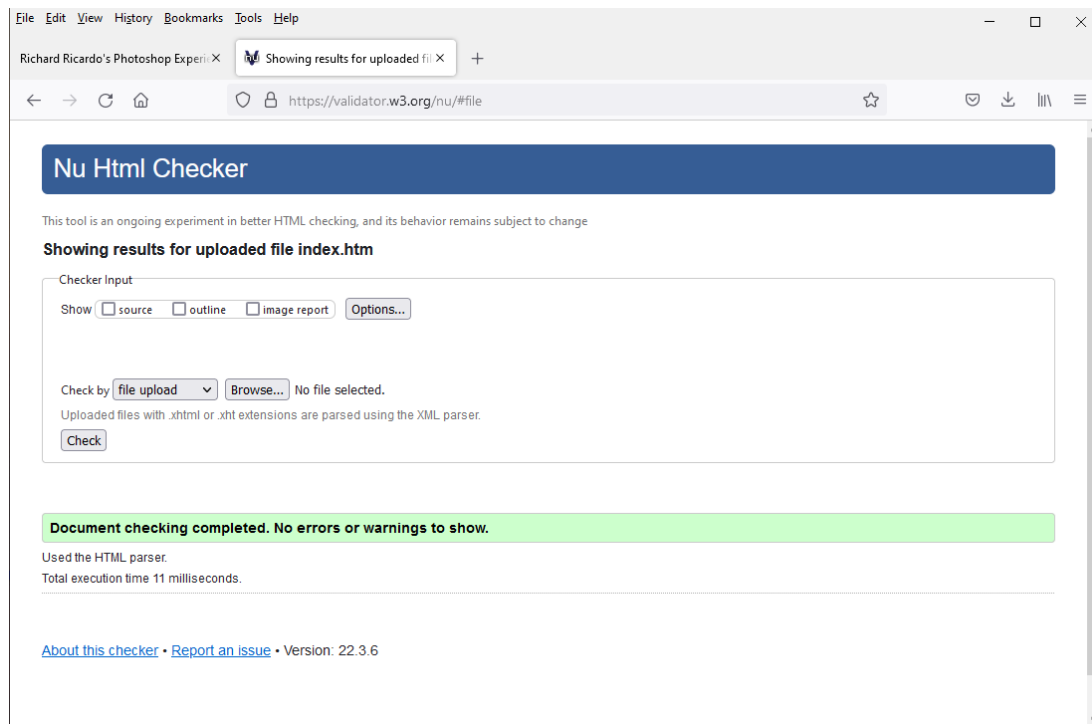 File Edit View History Bookmarks Tools Help
Richard Ricardo's Photoshop Experi
Showing results for uploaded fil
https://validator.w3.org/nu/#file
Nu Html Checker
This tool is an ongoing experiment in better HTML checking, and its behavior remains subject to change
Showing results for uploaded file index.htm
Checker Input
Show source outline image report Options...
Check by file upload Browse... No file selected.
Uploaded files with .xhtml or .xht extensions are parsed using the XML parser.
Check
Document checking completed. No errors or warnings to show.
Used the HTML parser.
Total execution time 11 milliseconds.
About this checker • Report an issue • Version: 22.3.6